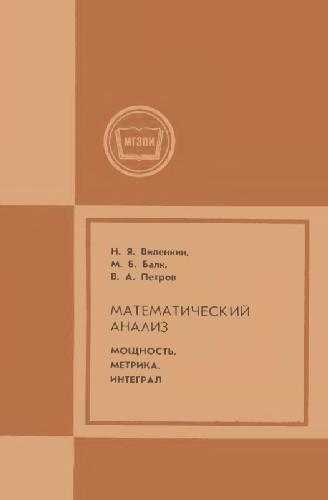 МГЗПИ
Н. Я. Виленкин,
М. Б. Балк,
В. А. Петров
МАТЕМАТИЧЕСКИЙ
АНАЛИЗ
МОЩНОСТЬ.
МЕТРИКА.
ИНТЕГРАЛ